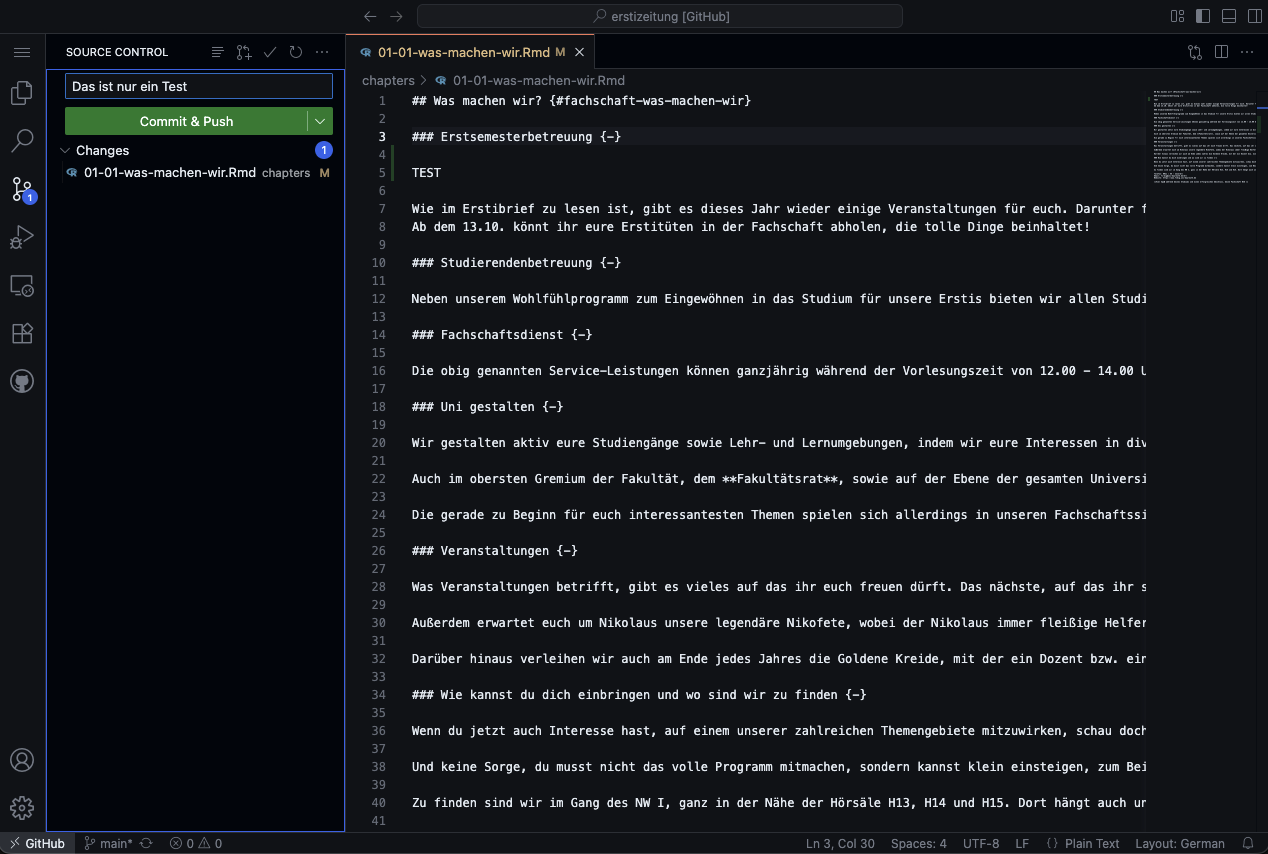 erstizeitung [GitHub]
SOURCE CONTROL
01-01-was-machen-wir.Rmd M
Das ist nur ein Test
Commit & Push
Changes 1
01-01-was-machen-wir.Rmd chapters M
1
chapters > 01-01-was-machen-wir.Rmd
1 ## Was machen wir? {#fachschaft-was-machen-wir}
2
3 ### Erstsemesterbetreuung {-}
4
5 TEST
6
7 Wie im Erstibrief zu lesen ist, gibt es dieses Jahr wieder einige Veranstaltungen für euch. Darunter f
8 Ab dem 13.10. könnt ihr eure Erstitüten in der Fachschaft abholen, die tolle Dinge beinhaltet!
9
10 ### Studierendenbetreuung {-}
11
12 Neben unserem Wohlfühlprogramm zum Eingewöhnen in das Studium für unsere Erstis bieten wir allen Studi
13
14 ### Fachschaftsdienst {-}
15
16 Die obig genannten Service-Leistungen können ganzjährig während der Vorlesungszeit von 12.00 - 14.00 U
17
18 ### Uni gestalten {-}
19
20 Wir gestalten aktiv eure Studiengänge sowie Lehr- und Lernumgebungen, indem wir eure Interessen in div
21
22 Auch im obersten Gremium der Fakultät, dem **Fakultätsrat**, sowie auf der Ebene der gesamten Universi
23
24 Die gerade zu Beginn für euch interessantesten Themen spielen sich allerdings in unseren Fachschaftssi
25
26 ### Veranstaltungen {-}
27
28 Was Veranstaltungen betrifft, gibt es vieles auf das ihr euch freuen dürft. Das nächste, auf das ihr s
29
30 Außerdem erwartet euch um Nikolaus unsere legendäre Nikofete, wobei der Nikolaus immer fleißige Helfer
31
32 Darüber hinaus verleihen wir auch am Ende jedes Jahres die Goldene Kreide, mit der ein Dozent bzw. ein
33
34 ### Wie kannst du dich einbringen und wo sind wir zu finden {-}
35
36 Wenn du jetzt auch Interesse hast, auf einem unserer zahlreichen Themengebiete mitzuwirken, schau doch
37
38 Und keine Sorge, du musst nicht das volle Programm mitmachen, sondern kannst klein einsteigen, zum Bei
39
40 Zu finden sind wir im Gang des NW I, ganz in der Nähe der Hörsäle H13, H14 und H15. Dort hängt auch un
41
GitHub main* 0 0 Ln 3, Col 30 Spaces: 4 UTF-8 LF {} Plain Text Layout: German